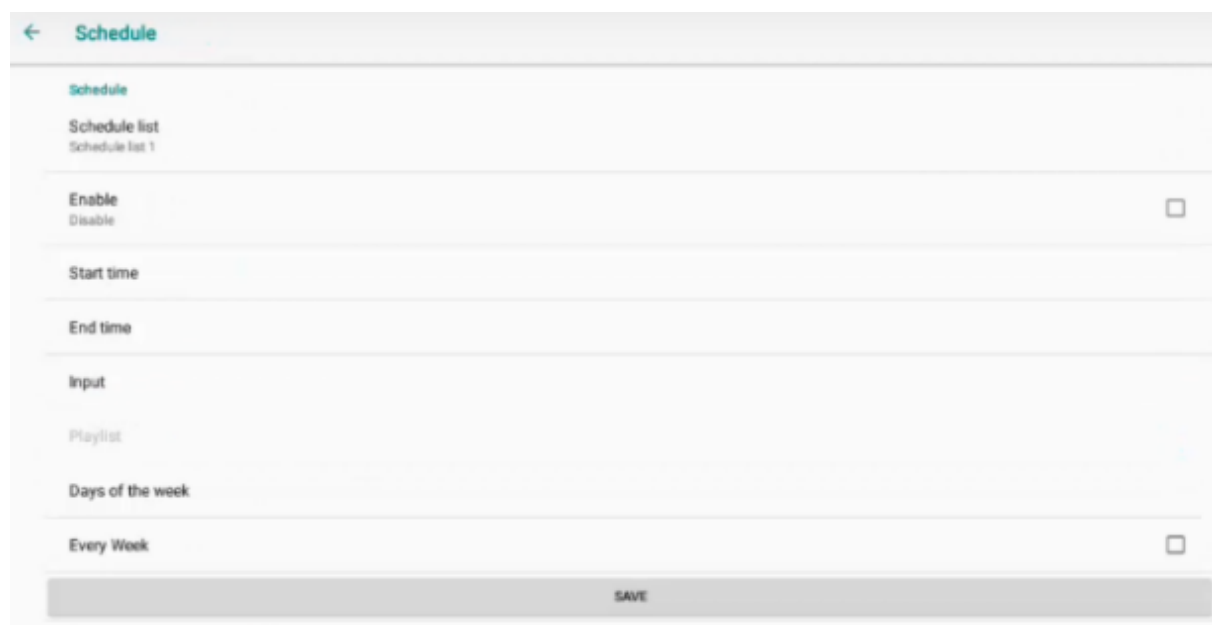 Schedule
Schedule
Schedule list
Schedule list 1
Enable
Disable
Start time
End time
Input
Playlist
Days of the week
Every Week
SAVE